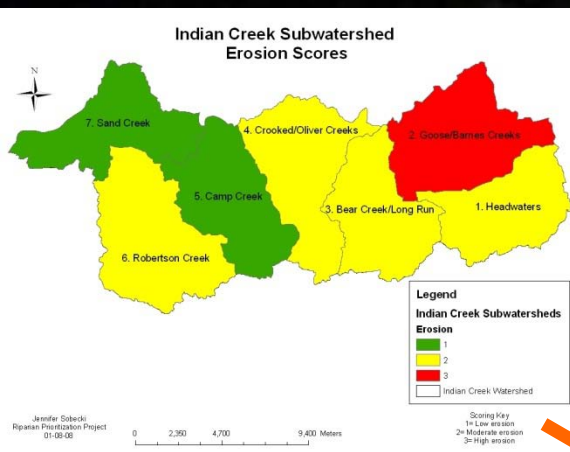 Indian Creek Subwatershed
Erosion Scores
N
7. Sand Creek
4. Crooked/Oliver Creeks
2. Goose/Barnes Creeks
5. Camp Creek
1. Headwaters
3. Bear Creek/Long Run
6. Robertson Creek
Legend
Indian Creek Subwatersheds
Erosion
1
2
3
Indian Creek Watershed
Jennifer Sobecki
Riparian Prioritization Project
01-08-08
0 2,350 4,700 9,400 Meters
Scoring Key
1= Low erosion
2= Moderate erosion
3= High erosion